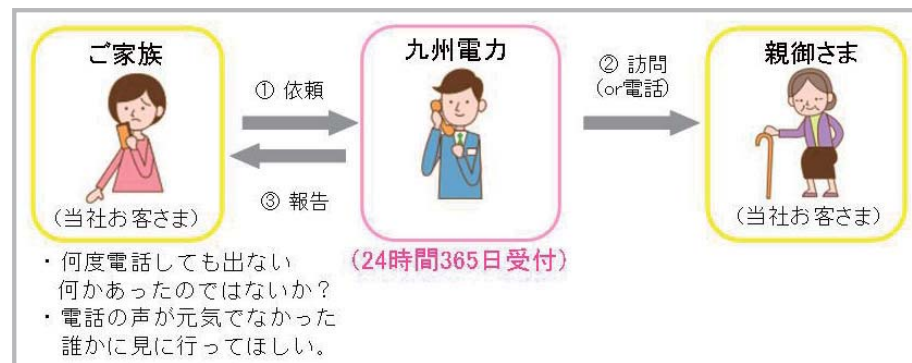 ご家族
① 依頼
③ 報告
(当社お客さま)
・何度電話しても出ない
何かあったのではないか?
・電話の声が元気でなかった
誰かに見に行ってほしい。
九州電力
(24時間365日受付)
② 訪問
(or電話)
親御さま
(当社お客さま)